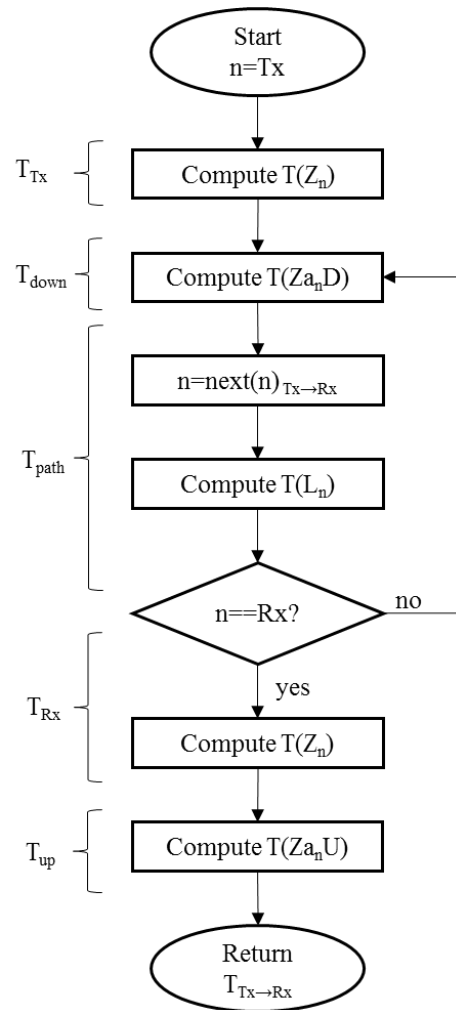 Start
n=Tx
T_Tx
Compute T(Z_n)
T_down
Compute T(Za_nD)
n=next(n)_Tx→Rx
T_path
Compute T(L_n)
n==Rx?
no
yes
T_Rx
Compute T(Z_n)
T_up
Compute T(Za_nU)
Return
T_Tx→Rx